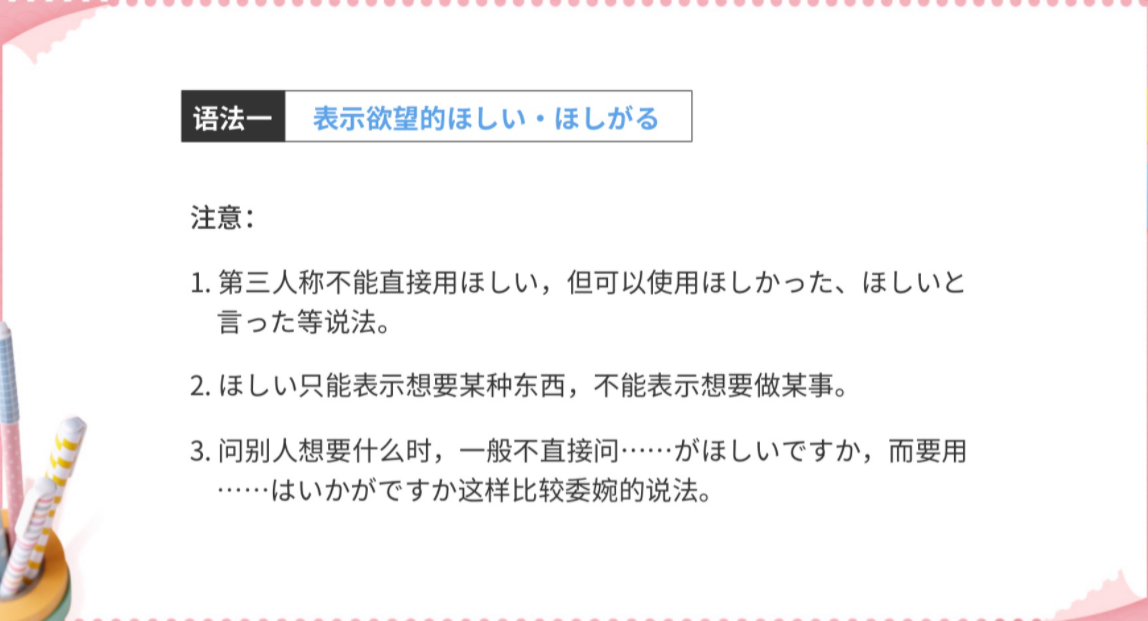 语法一 表示欲望的ほしい・ほしがる
注意：
1. 第三人称不能直接用ほしい，但可以使用ほしかった、ほしいと
言った等说法。
2. ほしい只能表示想要某种东西，不能表示想要做某事。
3. 问别人想要什么时，一般不直接问……がほしいですか，而要用
……はいかがですか这样比较委婉的说法。